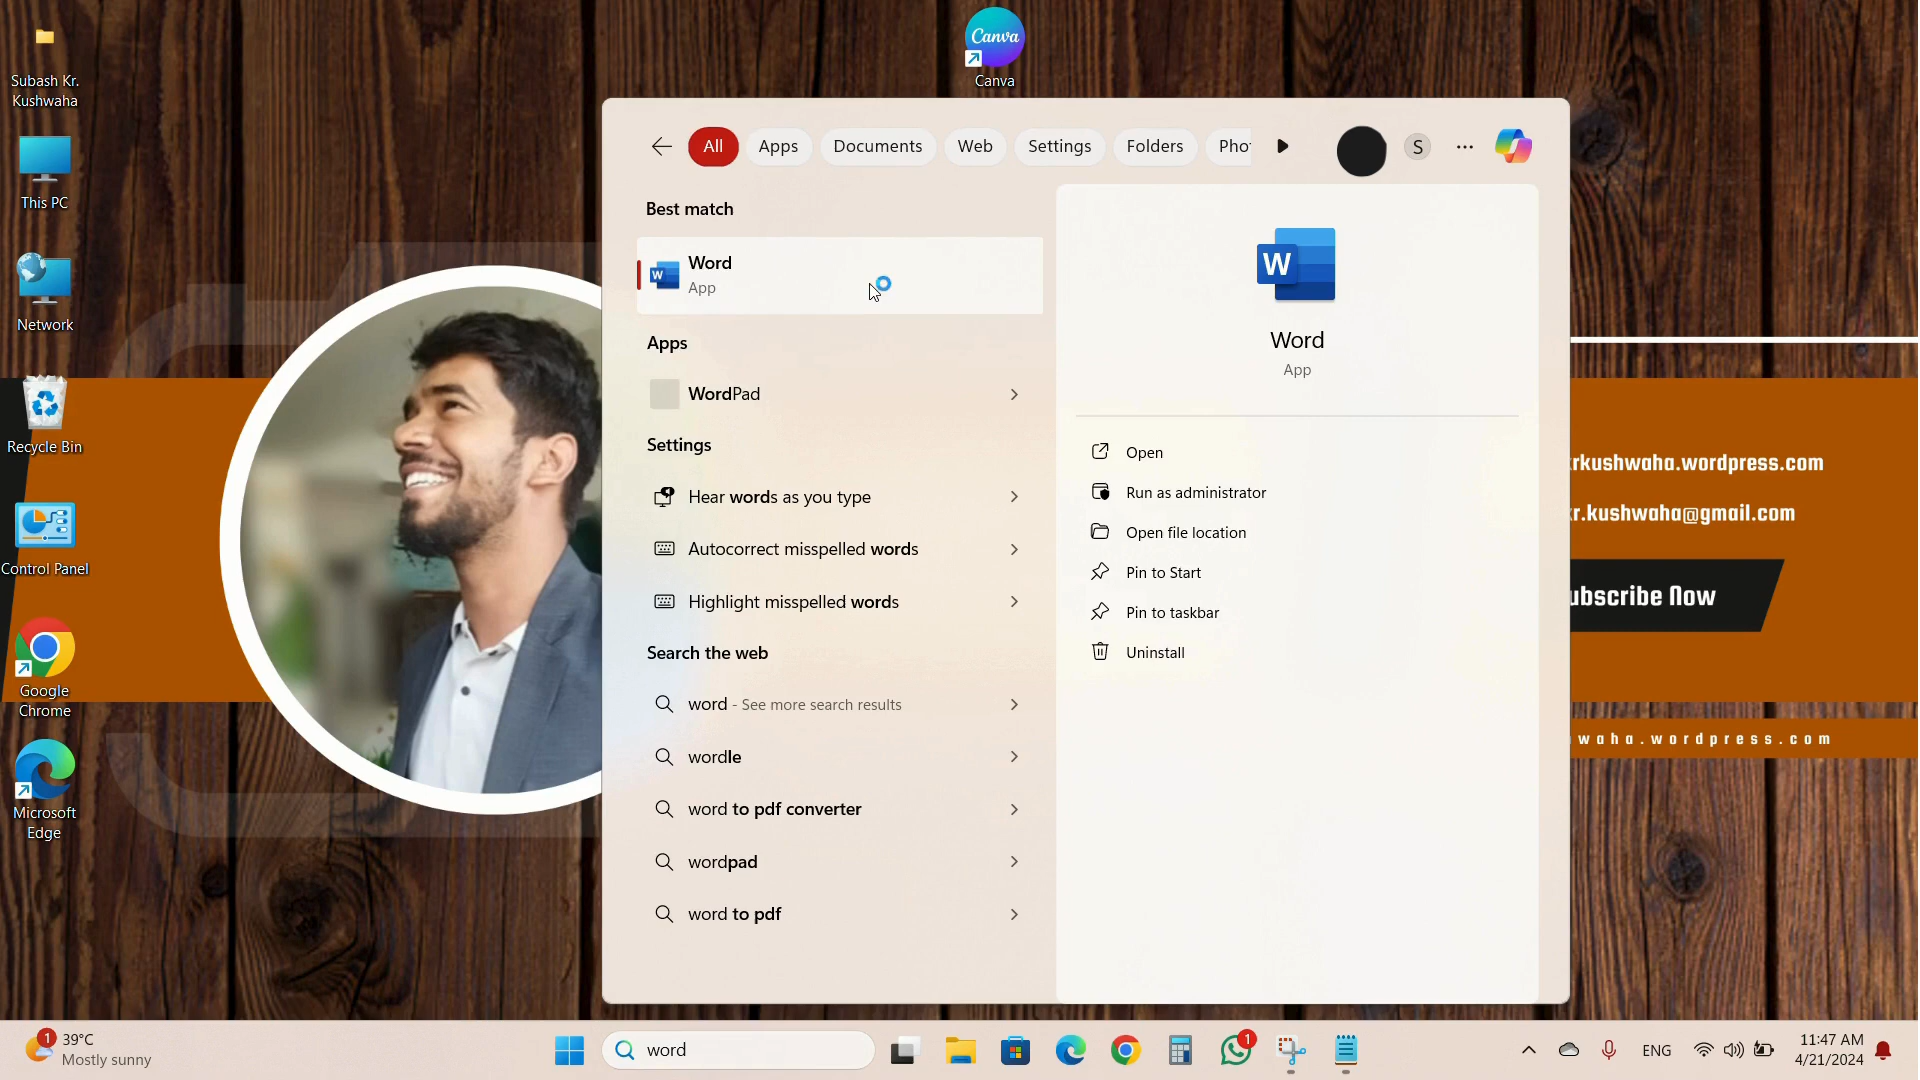 Subash Kr.
Kushwaha
This PC
Network
Recycle Bin
Control Panel
Google
Chrome
Microsoft
Edge
Canva
Canva
All
Apps
Documents
Web
Settings
Folders
Pho
S
Best match
Word
App
Apps
WordPad
Settings
Hear words as you type
Autocorrect misspelled words
Highlight misspelled words
Search the web
word - See more search results
wordle
word to pdf converter
wordpad
word to pdf
W
Word
App
Open
Run as administrator
Open file location
Pin to Start
Pin to taskbar
Uninstall
krkushwaha.wordpress.com
kr.kushwaha@gmail.com
ubscribe Now
waha.wordpress.com
1
39°C
Mostly sunny
word
1
ENG
11:47 AM
4/21/2024